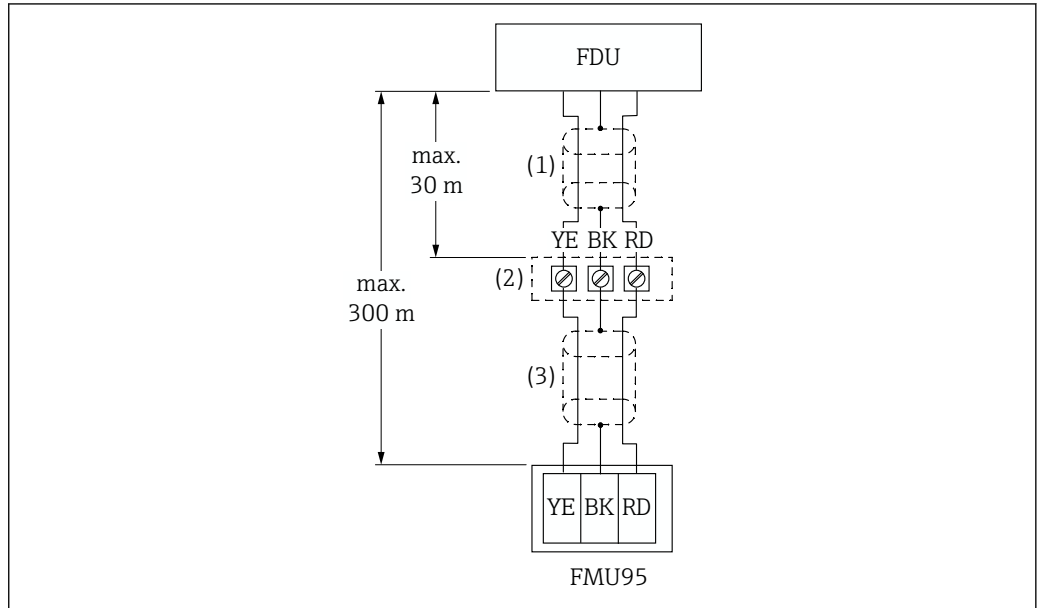 FDU
max.
30 m
(1)
YE BK RD
(2)
max.
300 m
(3)
YE BK RD
FMU95